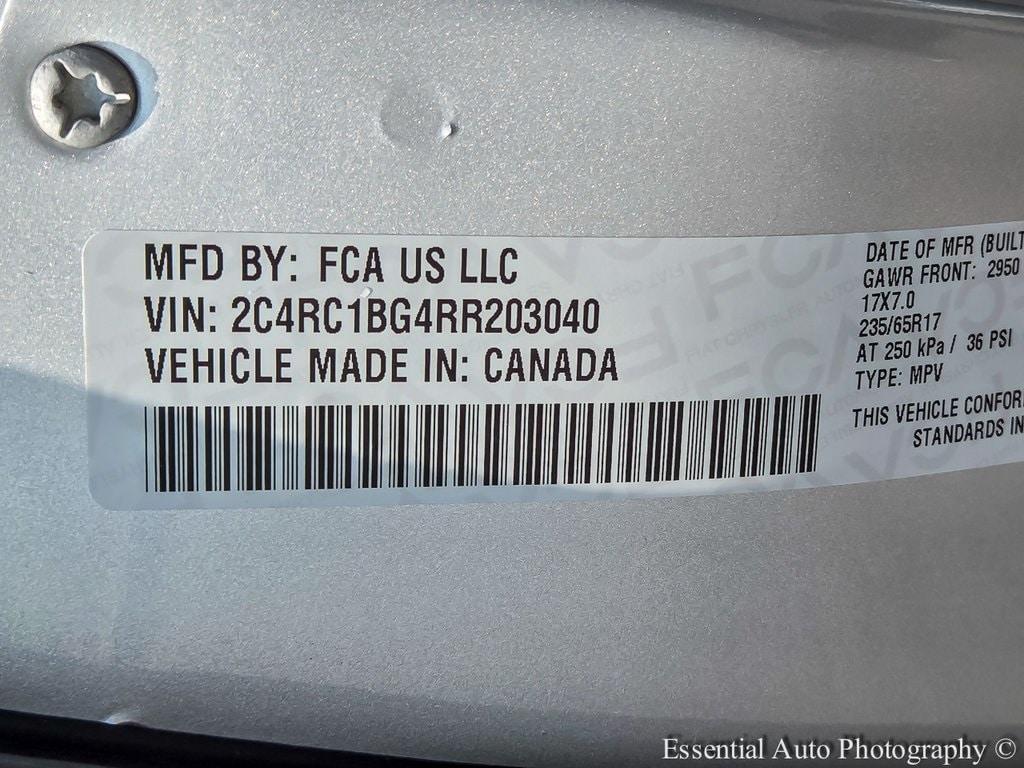 MFD BY: FCA US LLC
VIN: 2C4RC1BG4RR203040
VEHICLE MADE IN: CANADA
DATE OF MFR (BUILT
GAWR FRONT: 2950
17X7.0
235/65R17
AT 250 kPa / 36 PSI
TYPE: MPV
THIS VEHICLE CONFOR
STANDARDS IN
Essential Auto Photography ©